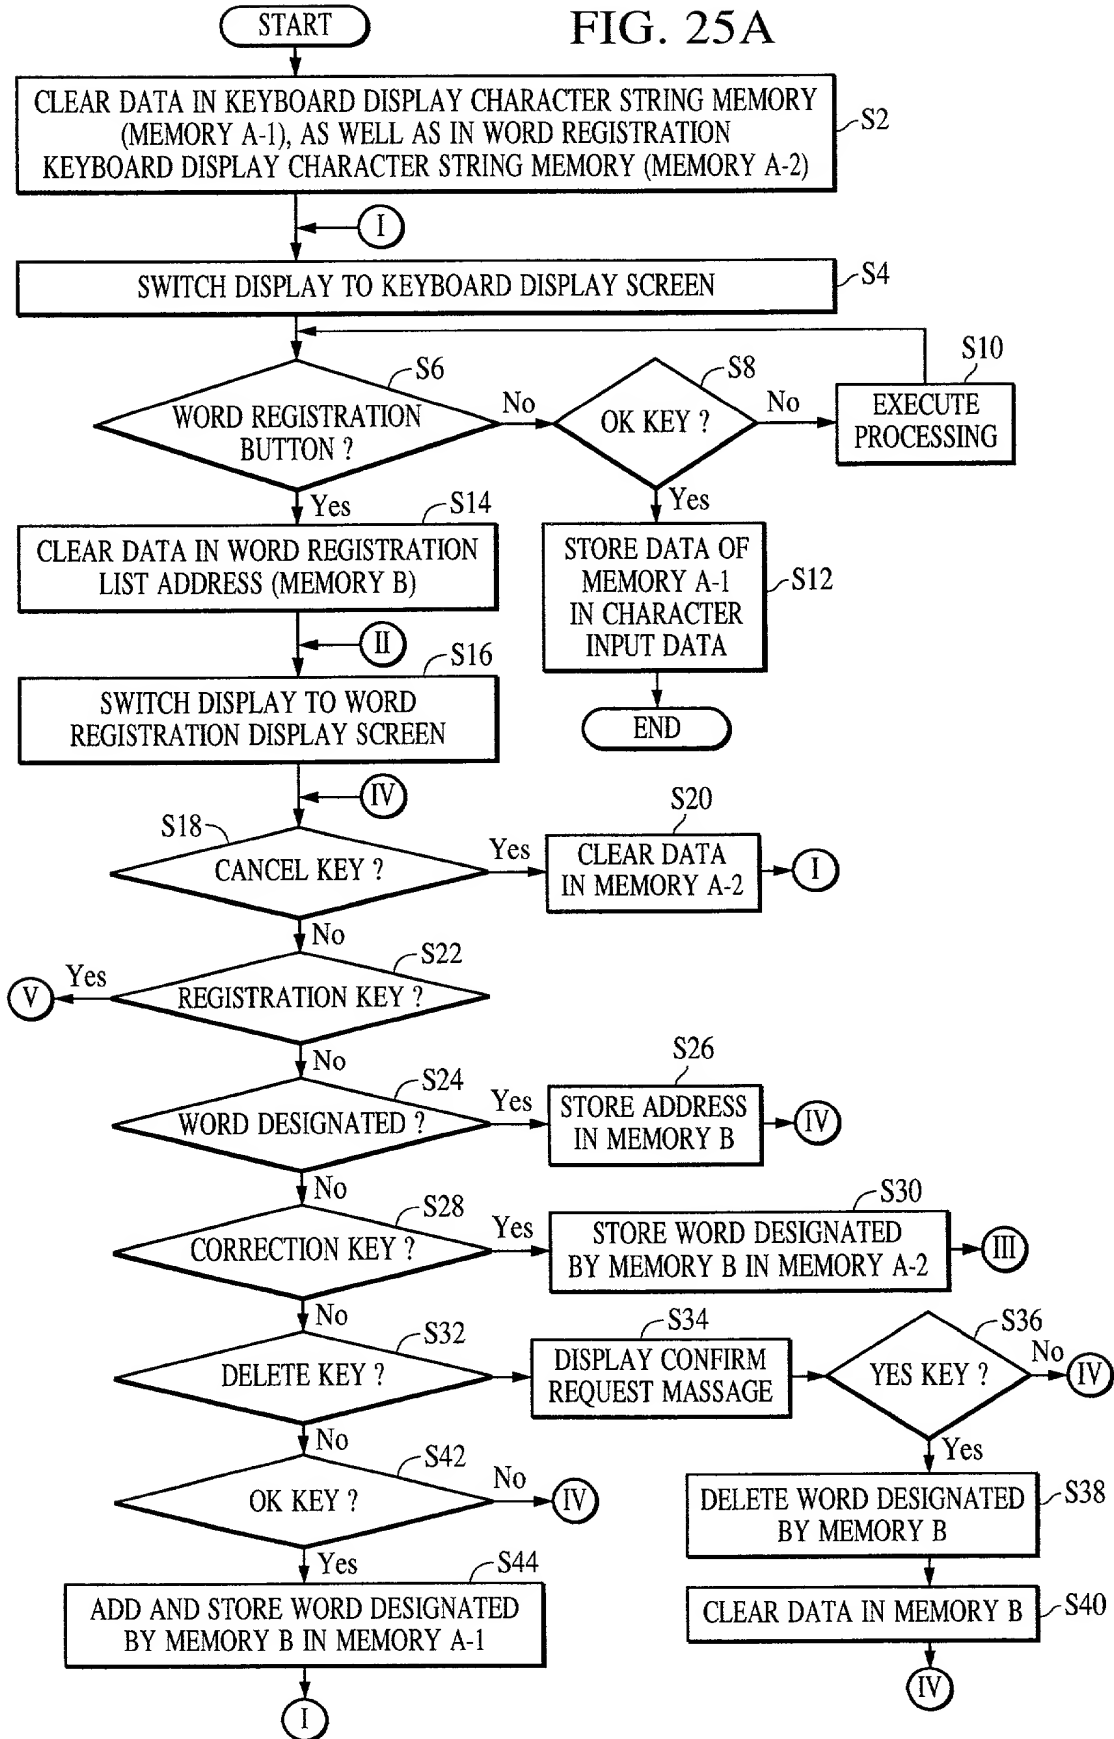 START
FIG. 25A
CLEAR DATA IN KEYBOARD DISPLAY CHARACTER STRING MEMORY
(MEMORY A-1), AS WELL AS IN WORD REGISTRATION
KEYBOARD DISPLAY CHARACTER STRING MEMORY (MEMORY A-2)
S2
I
SWITCH DISPLAY TO KEYBOARD DISPLAY SCREEN
S4
S6
WORD REGISTRATION
BUTTON ?
No
Yes
S8
OK KEY ?
No
Yes
S10
EXECUTE
PROCESSING
S14
CLEAR DATA IN WORD REGISTRATION
LIST ADDRESS (MEMORY B)
STORE DATA OF
MEMORY A-1
IN CHARACTER
INPUT DATA
S12
END
II
S16
SWITCH DISPLAY TO WORD
REGISTRATION DISPLAY SCREEN
IV
S18
CANCEL KEY ?
Yes
No
S20
CLEAR DATA
IN MEMORY A-2
I
S22
REGISTRATION KEY ?
Yes
V
No
S24
WORD DESIGNATED ?
Yes
No
S26
STORE ADDRESS
IN MEMORY B
IV
S28
CORRECTION KEY ?
Yes
No
S30
STORE WORD DESIGNATED
BY MEMORY B IN MEMORY A-2
III
S32
DELETE KEY ?
No
S34
DISPLAY CONFIRM
REQUEST MASSAGE
S36
YES KEY ?
No
IV
Yes
S38
DELETE WORD DESIGNATED
BY MEMORY B
S40
CLEAR DATA IN MEMORY B
IV
S42
OK KEY ?
No
IV
Yes
S44
ADD AND STORE WORD DESIGNATED
BY MEMORY B IN MEMORY A-1
I